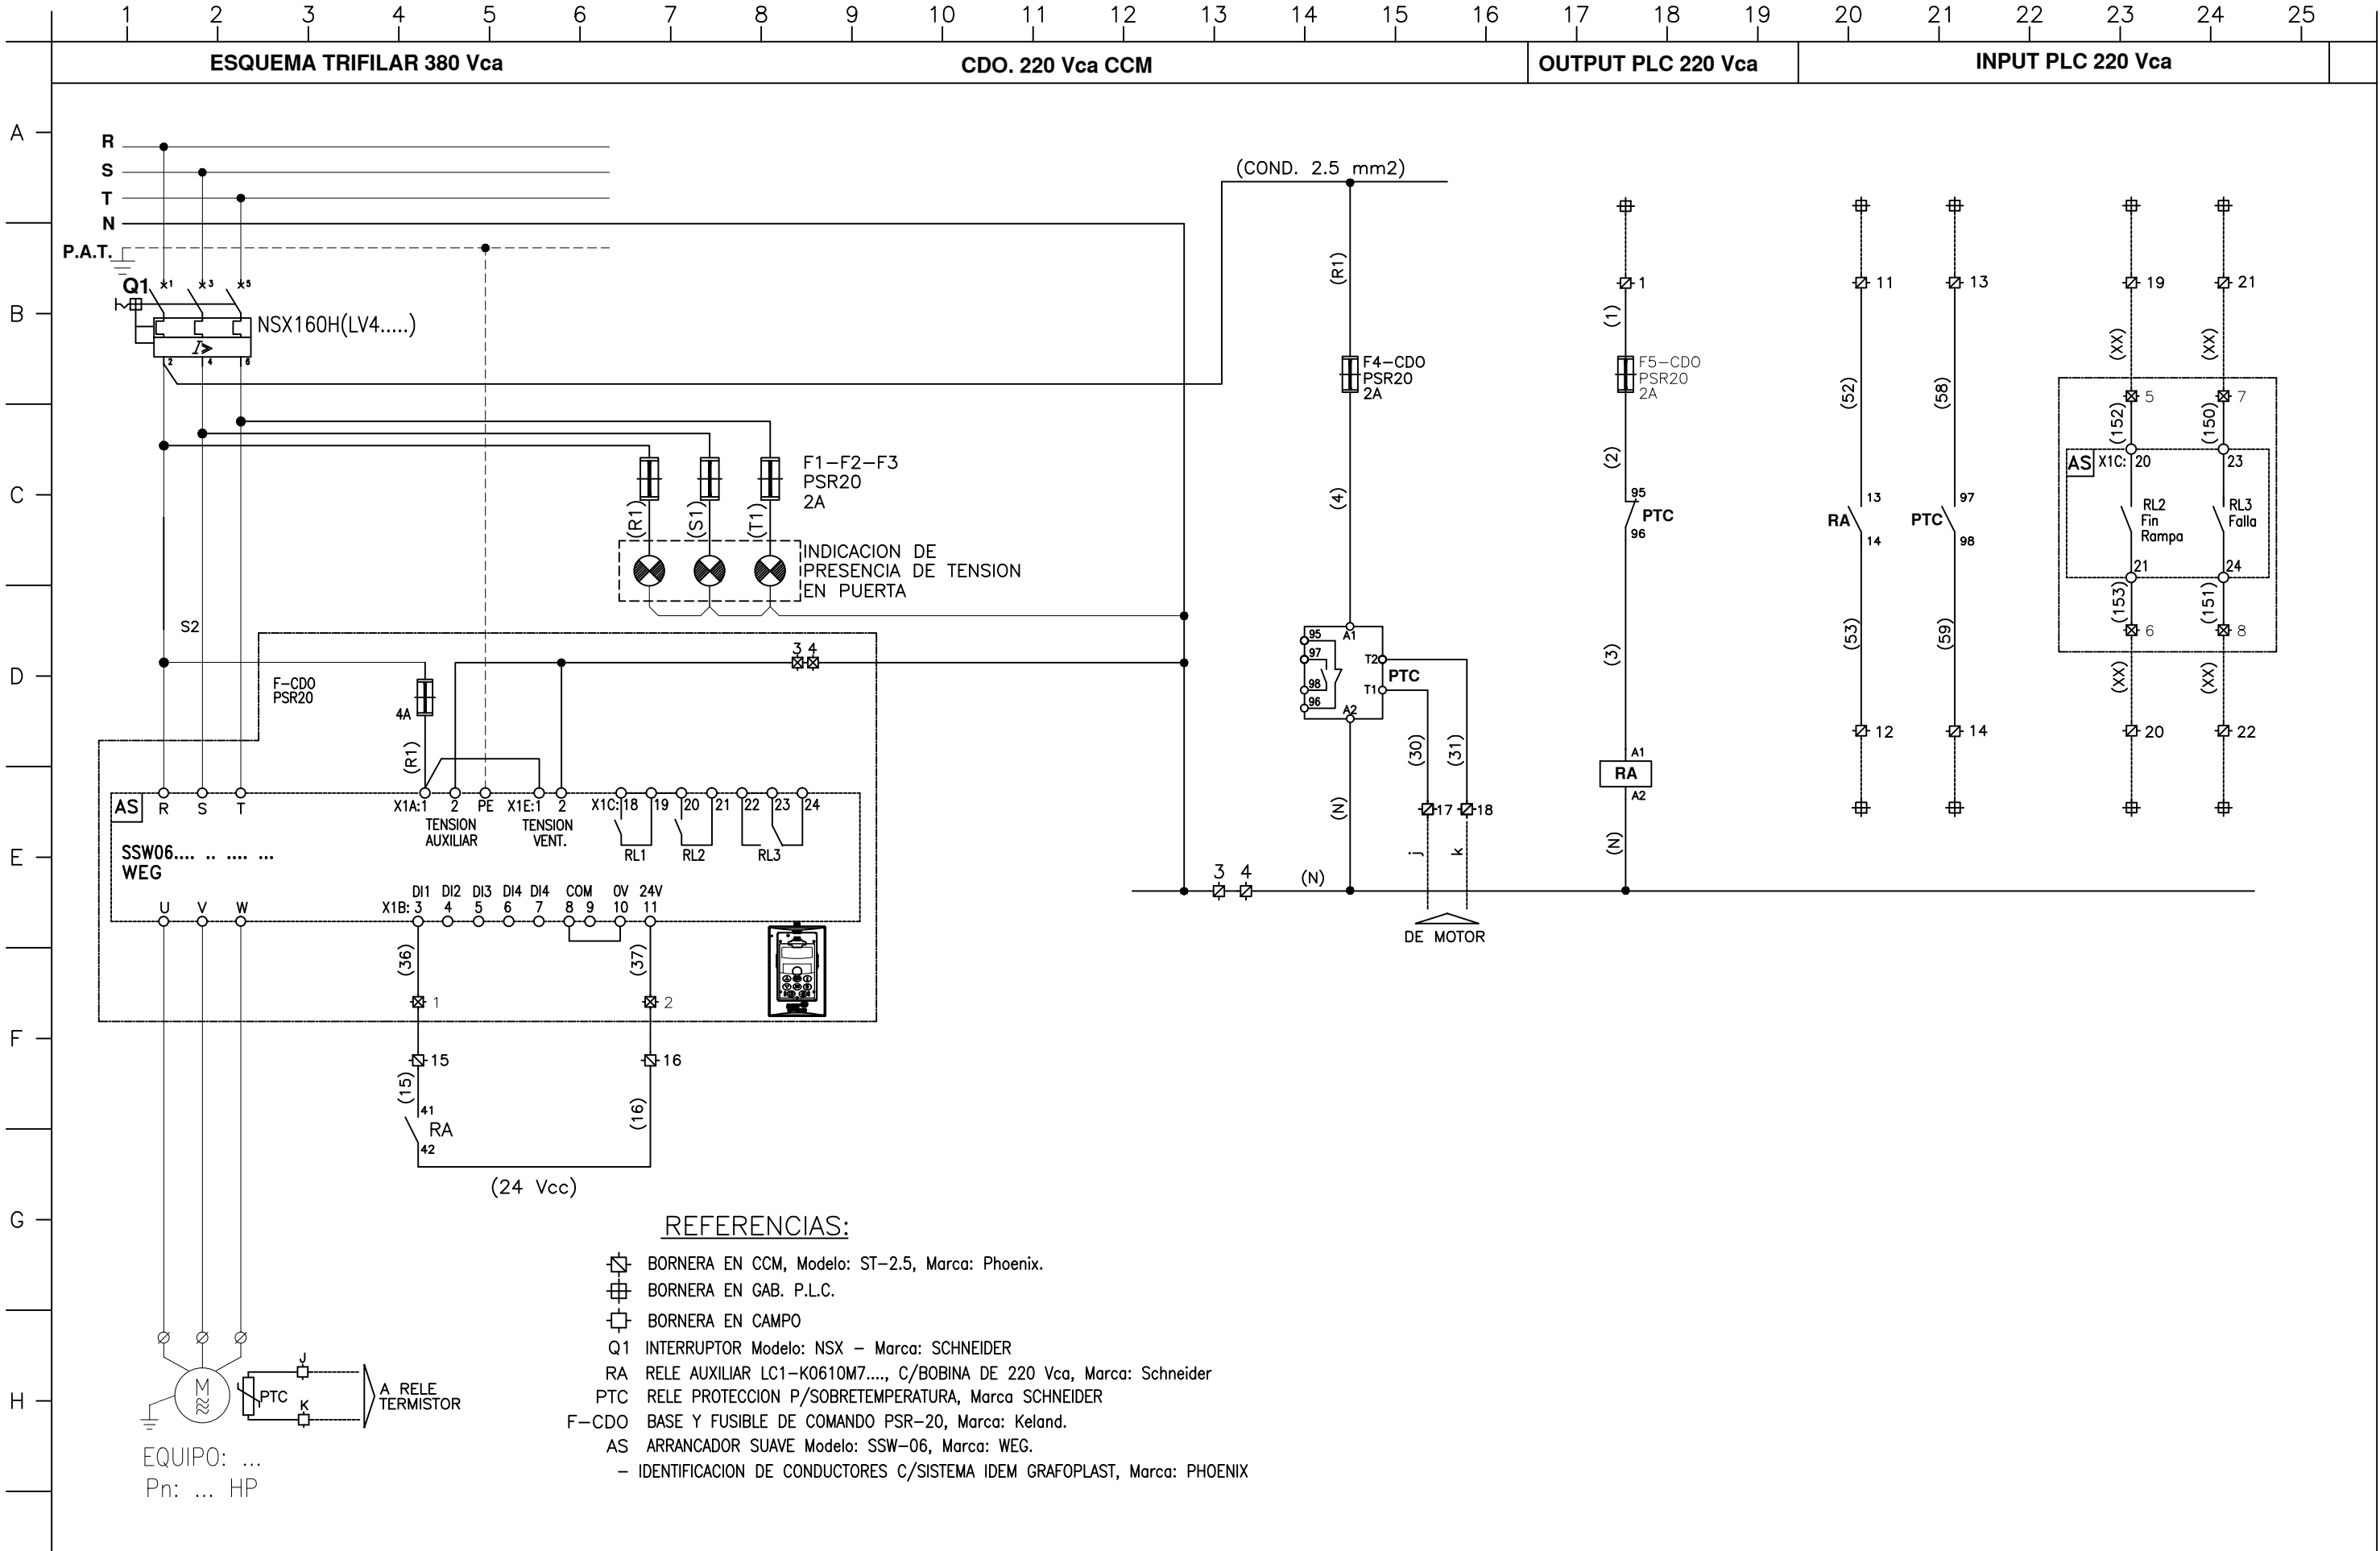 1 2 3 4 5 6 7 8 9 10 11 12 13 14 15 16 17 18 19 20 21 22 23 24 25
ESQUEMA TRIFILAR 380 Vca
CDO. 220 Vca CCM
OUTPUT PLC 220 Vca
INPUT PLC 220 Vca
A
B
C
D
E
F
G
H
R
S
T
N
P.A.T.
Q1
1 3 5
NSX160H(LV4.....)
I>
2 4 6
F1-F2-F3
PSR20
2A
(R1) (S1) (T1)
INDICACION DE
PRESENCIA DE TENSION
EN PUERTA
S2
F-CDO
PSR20
4A
(R1)
3 4
AS
R S T
X1A:1 2 PE X1E:1 2 X1C: 18 19 20 21 22 23 24
TENSION
AUXILIAR
TENSION
VENT.
RL1 RL2 RL3
SSW06.... .. .... ...
WEG
DI1 DI2 DI3 DI4 DI4 COM 0V 24V
U V W
X1B: 3 4 5 6 7 8 9 10 11
(36) (37)
1 2
15 16
(15) (16)
41
RA
42
(24 Vcc)
M
PTC
J
K
A RELE
TERMISTOR
EQUIPO: ...
Pn: ... HP
(COND. 2.5 mm2)
(R1)
F4-CDO
PSR20
2A
(4)
95
97
98
96
A1
T2
T1
A2
PTC
(30) (31)
(N)
17 18
j k
3 4
(N)
DE MOTOR
1
(1)
F5-CDO
PSR20
2A
(2)
95
PTC
96
(3)
A1
RA
A2
(N)
11
(52)
13
RA
14
(53)
12
13
(58)
97
PTC
98
(59)
14
19 21
(XX) (XX)
5 7
(152) (150)
AS X1C: 20 23
RL2
Fin
Rampa
RL3
Falla
21 24
(153) (151)
6 8
(XX) (XX)
20 22
REFERENCIAS:
BORNERA EN CCM, Modelo: ST-2.5, Marca: Phoenix.
BORNERA EN GAB. P.L.C.
BORNERA EN CAMPO
Q1 INTERRUPTOR Modelo: NSX - Marca: SCHNEIDER
RA RELE AUXILIAR LC1-K0610M7...., C/BOBINA DE 220 Vca, Marca: Schneider
PTC RELE PROTECCION P/SOBRETEMPERATURA, Marca SCHNEIDER
F-CDO BASE Y FUSIBLE DE COMANDO PSR-20, Marca: Keland.
AS ARRANCADOR SUAVE Modelo: SSW-06, Marca: WEG.
- IDENTIFICACION DE CONDUCTORES C/SISTEMA IDEM GRAFOPLAST, Marca: PHOENIX